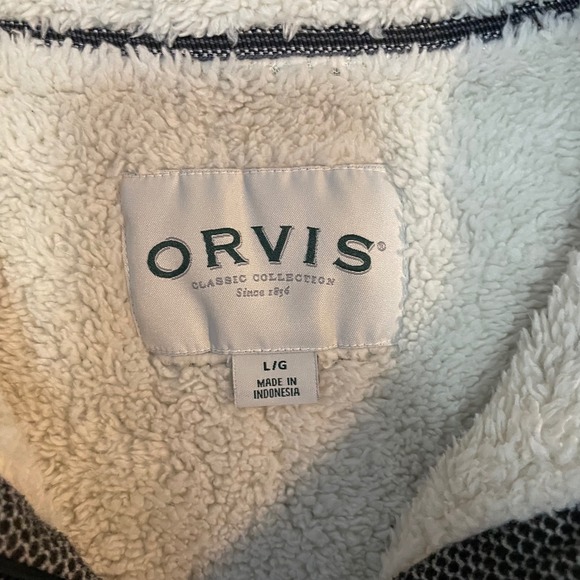 ORVIS®
CLASSIC COLLECTION
Since 1856
L/G
MADE IN
INDONESIA